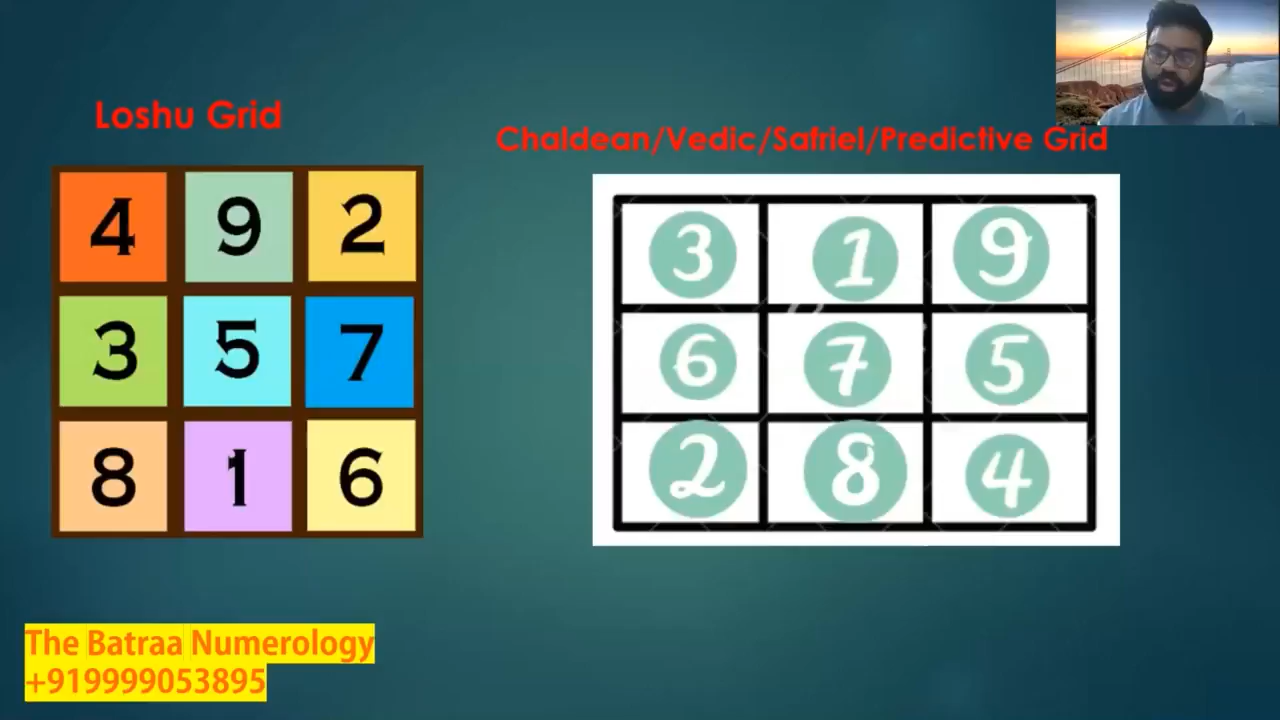 Loshu Grid
4 9 2
3 5 7
8 1 6
Chaldean/Vedic/Safriel/Predictive Grid
3 1 9
6 7 5
2 8 4
The Batraa Numerology
+919999053895